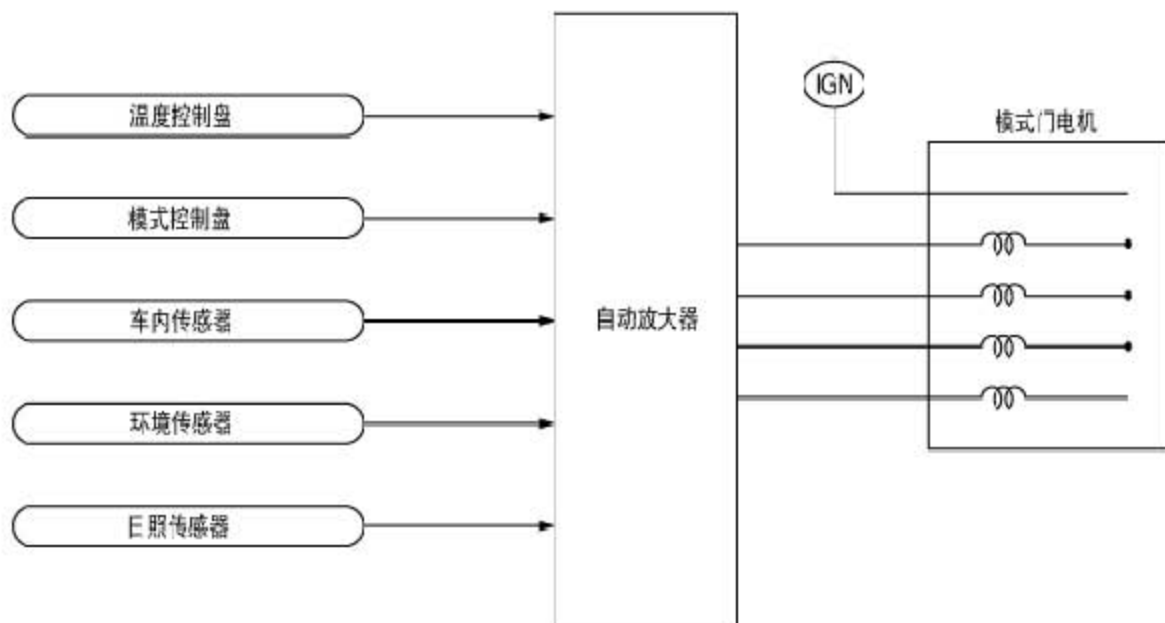 温度控制盘
模式控制盘
车内传感器
环境传感器
日照传感器
自动放大器
IGN
模式门电机